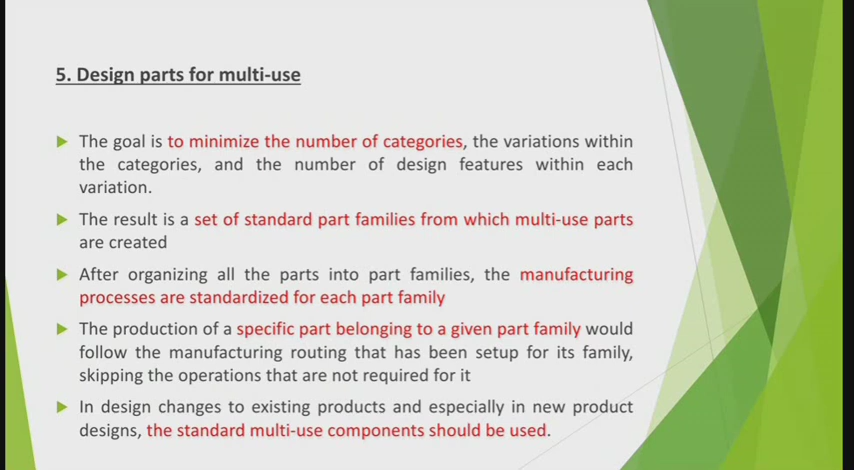 5. Design parts for multi-use
The goal is to minimize the number of categories, the variations within
the categories, and the number of design features within each
variation.
The result is a set of standard part families from which multi-use parts
are created
After organizing all the parts into part families, the manufacturing
processes are standardized for each part family
The production of a specific part belonging to a given part family would
follow the manufacturing routing that has been setup for its family,
skipping the operations that are not required for it
In design changes to existing products and especially in new product
designs, the standard multi-use components should be used.